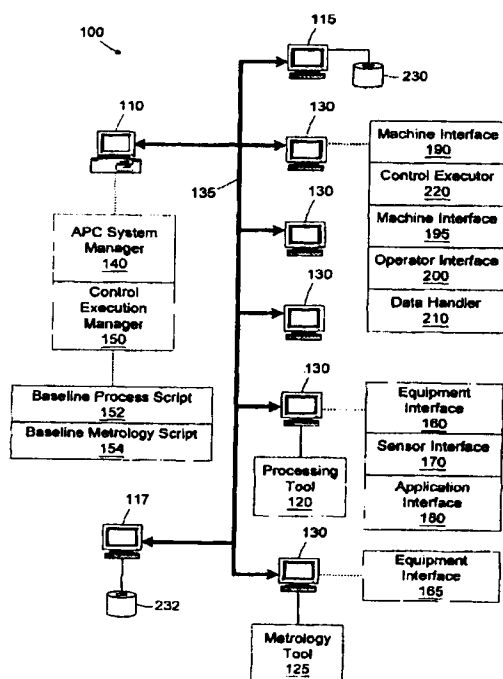 100
110
115
230
130
135
Machine Interface
190
Control Executor
220
Machine Interface
195
Operator Interface
200
Data Handler
210
130
130
APC System
Manager
140
Control
Execution
Manager
150
Baseline Process Script
152
Baseline Metrology Script
154
130
Processing
Tool
120
Equipment
Interface
160
Sensor Interface
170
Application
Interface
180
117
232
130
Metrology
Tool
125
Equipment
Interface
165